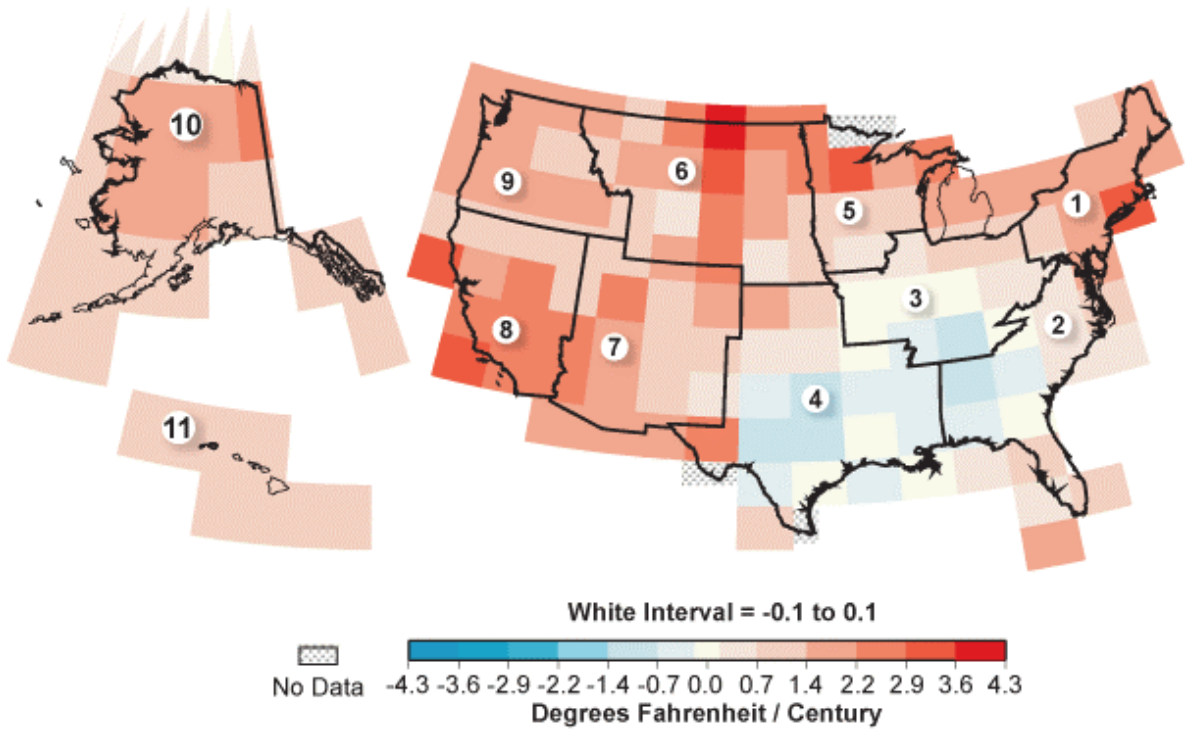 10
6
9
1
5
3
2
8
7
4
11
White Interval = -0.1 to 0.1
No Data
-4.3 -3.6 -2.9 -2.2 -1.4 -0.7 0.0 0.7 1.4 2.2 2.9 3.6 4.3
Degrees Fahrenheit / Century